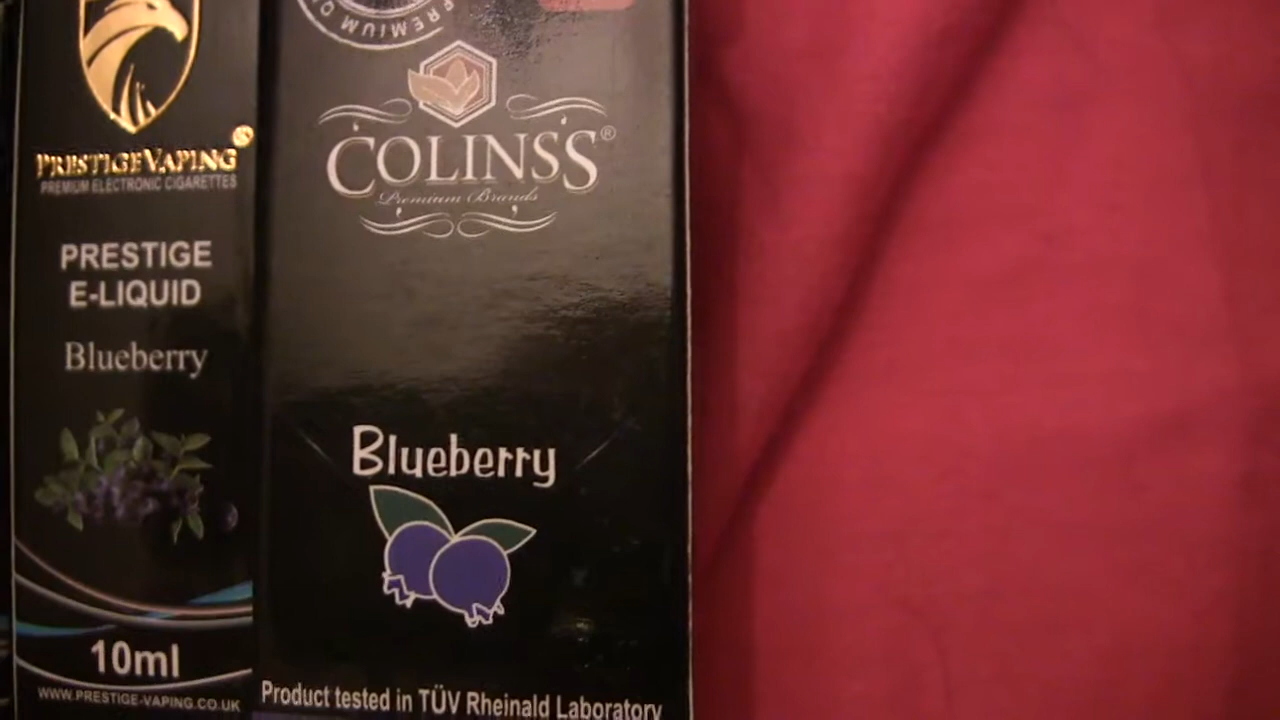 PRESTIGE VAPING®
PREMIUM ELECTRONIC CIGARETTES
PRESTIGE
E-LIQUID
Blueberry
10ml
WWW.PRESTIGE-VAPING.CO.UK
PREMIUM
COLINSS®
Premium Brands
Blueberry
Product tested in TÜV Rheinald Laboratory